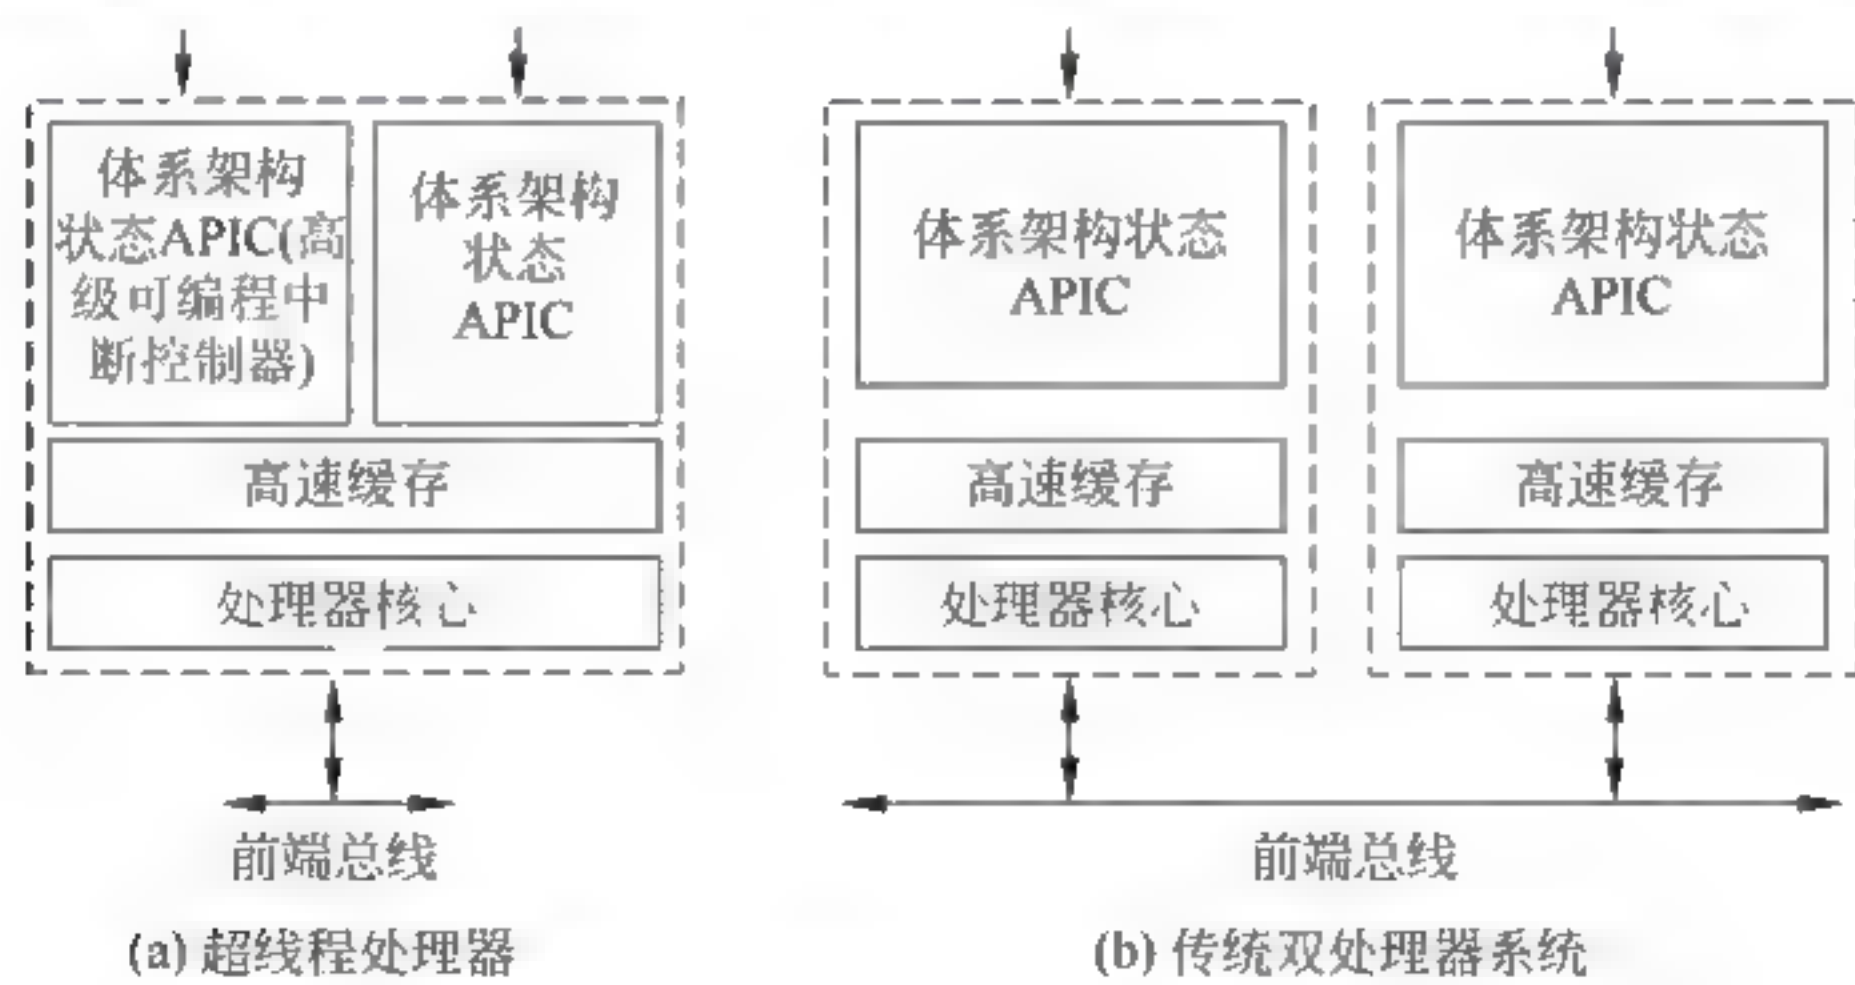 体系架构
状态APIC(高
级可编程中
断控制器)
体系架构
状态
APIC
高速缓存
处理器核心
前端总线
(a) 超线程处理器
体系架构状态
APIC
高速缓存
处理器核心
体系架构状态
APIC
高速缓存
处理器核心
前端总线
(b) 传统双处理器系统